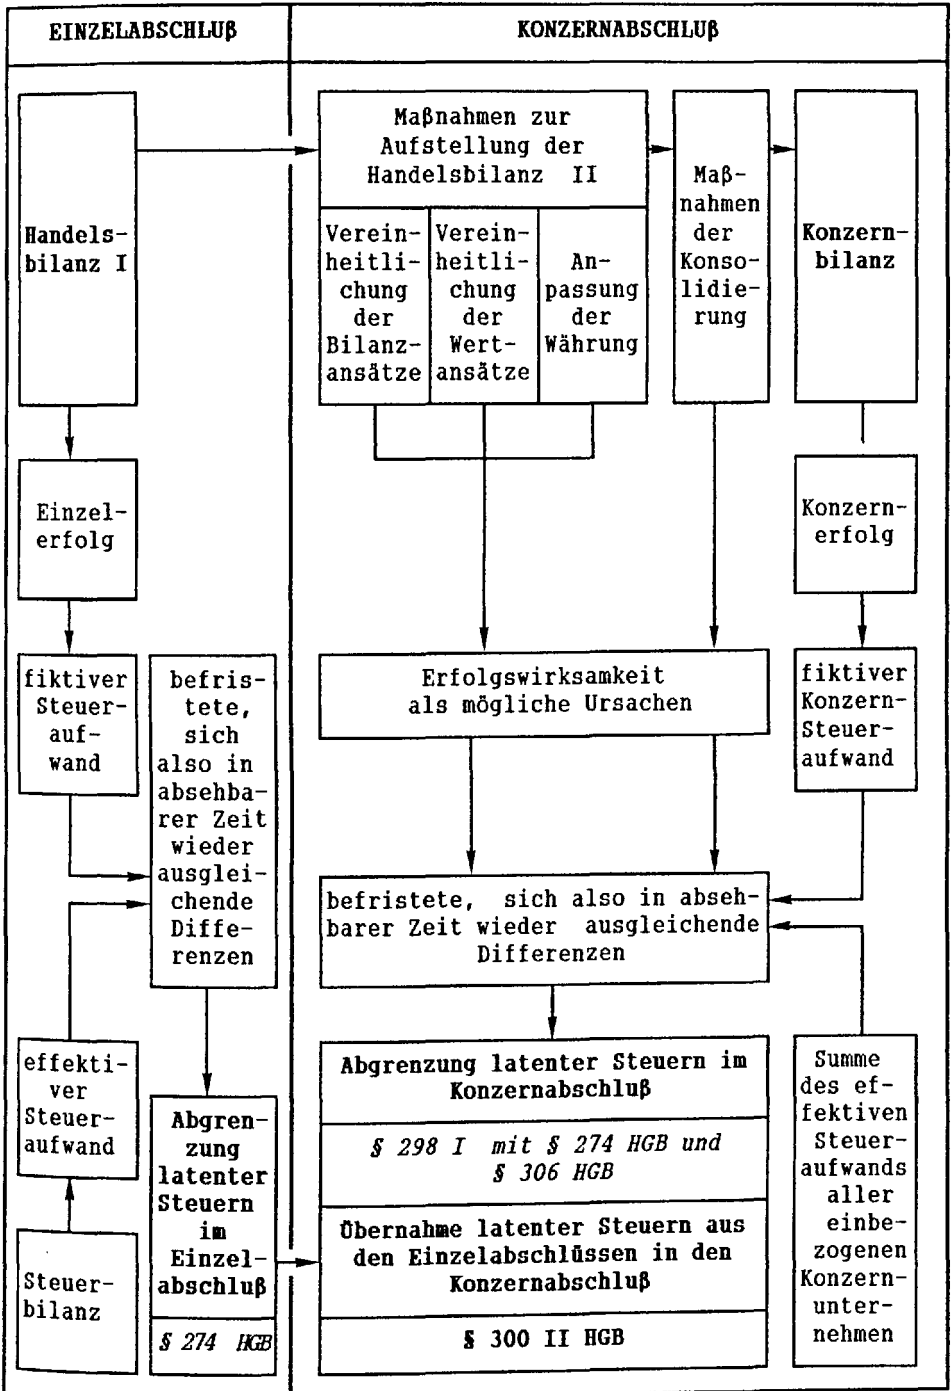 EINZELABSCHLUß
KONZERNABSCHLUß
Handels-
bilanz I
Maßnahmen zur
Aufstellung der
Handelsbilanz II
Verein-
heitli-
chung
der
Bilanz-
ansätze
Verein-
heitli-
chung
der
Wert-
ansätze
An-
passung
der
Währung
Maß-
nahmen
der
Konso-
lidie-
rung
Konzern-
bilanz
Einzel-
erfolg
Konzern-
erfolg
fiktiver
Steuer-
auf-
wand
befris-
tete,
sich
also in
absehba-
rer Zeit
wieder
ausglei-
chende
Diffe-
renzen
Erfolgswirksamkeit
als mögliche Ursachen
fiktiver
Konzern-
Steuer-
aufwand
befristete, sich also in abseh-
barer Zeit wieder ausgleichende
Differenzen
effekti-
ver
Steuer-
aufwand
Steuer-
bilanz
Abgren-
zung
latenter
Steuern
im
Einzel-
abschluß
§ 274 HGB
Abgrenzung latenter Steuern im
Konzernabschluß
§ 298 I mit § 274 HGB und
§ 306 HGB
Übernahme latenter Steuern aus
den Einzelabschlüssen in den
Konzernabschluß
§ 300 II HGB
Summe
des ef-
fektiven
Steuer-
aufwands
aller
einbe-
zogenen
Konzern-
unter-
nehmen